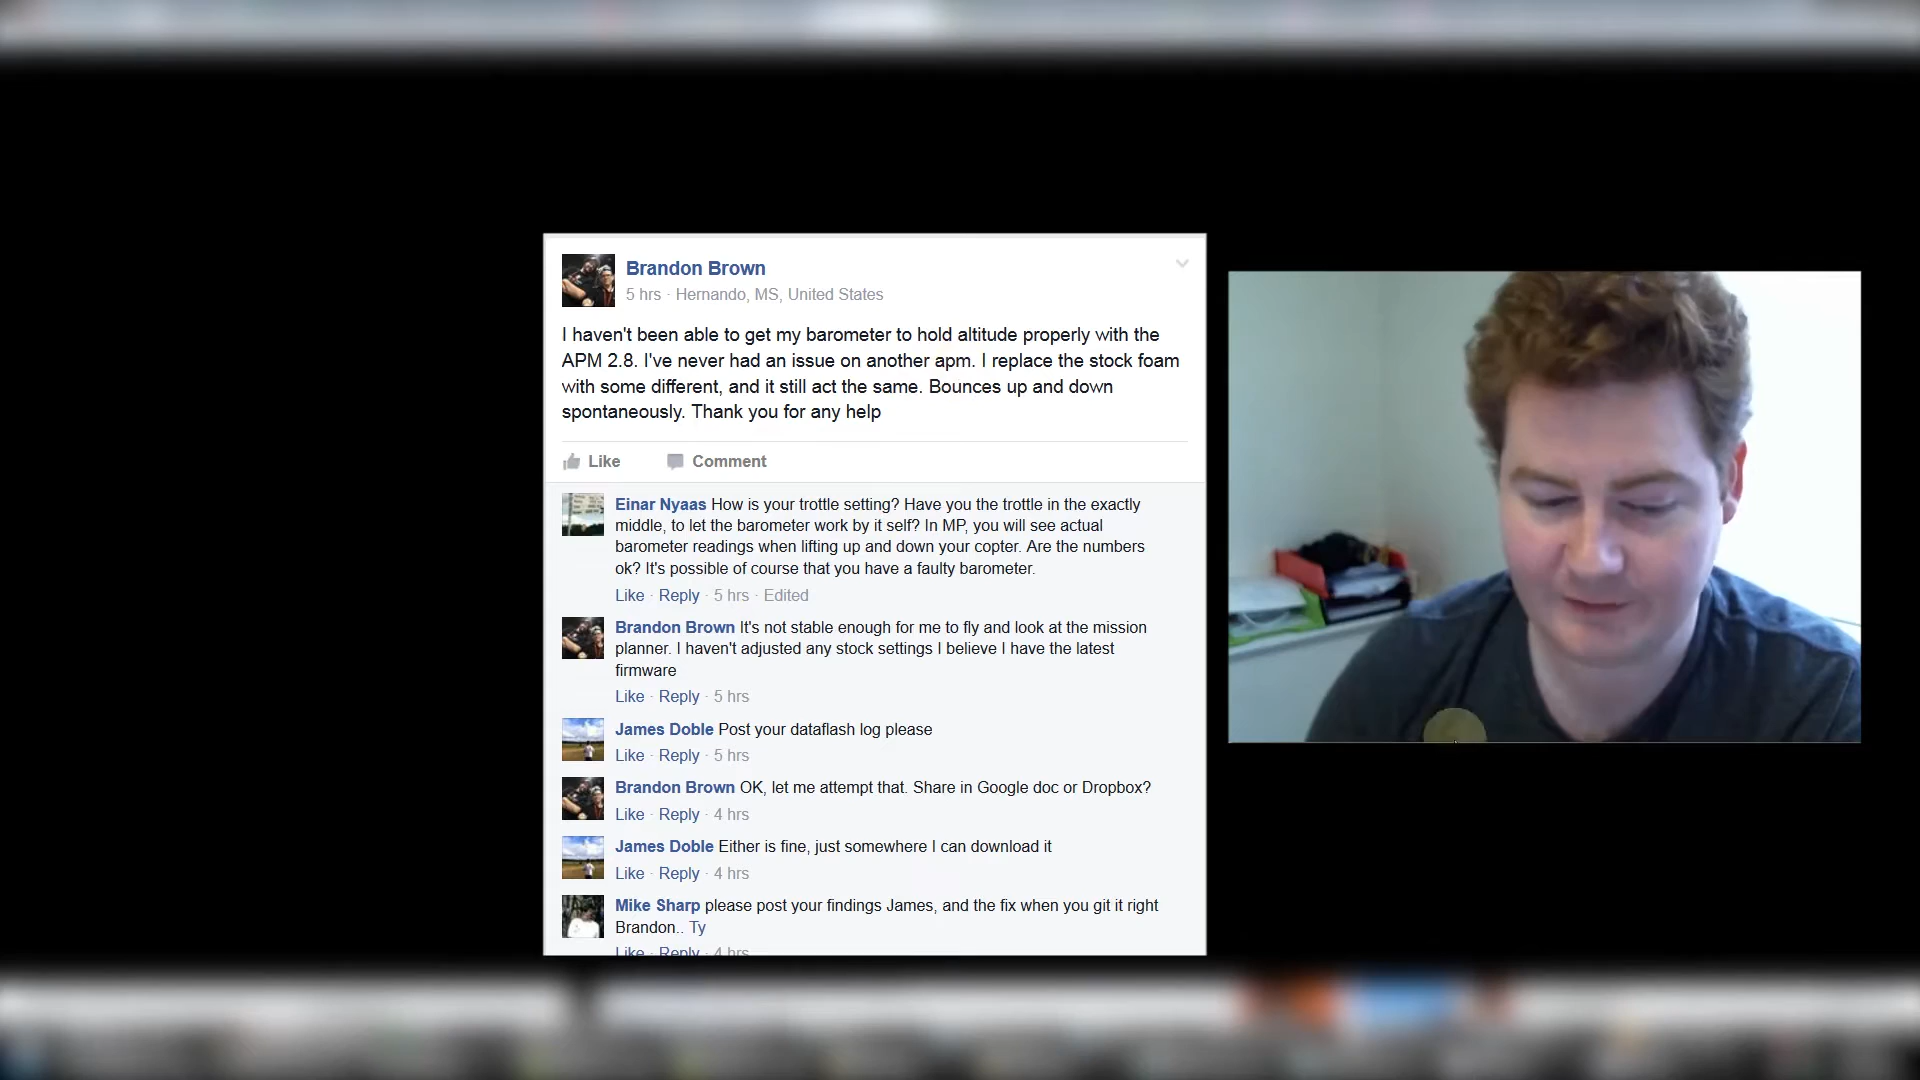 Brandon Brown
5 hrs · Hernando, MS, United States
I haven't been able to get my barometer to hold altitude properly with the
APM 2.8. I've never had an issue on another apm. I replace the stock foam
with some different, and it still act the same. Bounces up and down
spontaneously. Thank you for any help
Like Comment
Einar Nyaas How is your trottle setting? Have you the trottle in the exactly
middle, to let the barometer work by it self? In MP, you will see actual
barometer readings when lifting up and down your copter. Are the numbers
ok? It's possible of course that you have a faulty barometer.
Like · Reply · 5 hrs · Edited
Brandon Brown It's not stable enough for me to fly and look at the mission
planner. I haven't adjusted any stock settings I believe I have the latest
firmware
Like · Reply · 5 hrs
James Doble Post your dataflash log please
Like · Reply · 5 hrs
Brandon Brown OK, let me attempt that. Share in Google doc or Dropbox?
Like · Reply · 4 hrs
James Doble Either is fine, just somewhere I can download it
Like · Reply · 4 hrs
Mike Sharp please post your findings James, and the fix when you git it right
Brandon.. Ty
Like · Reply · 4 hrs